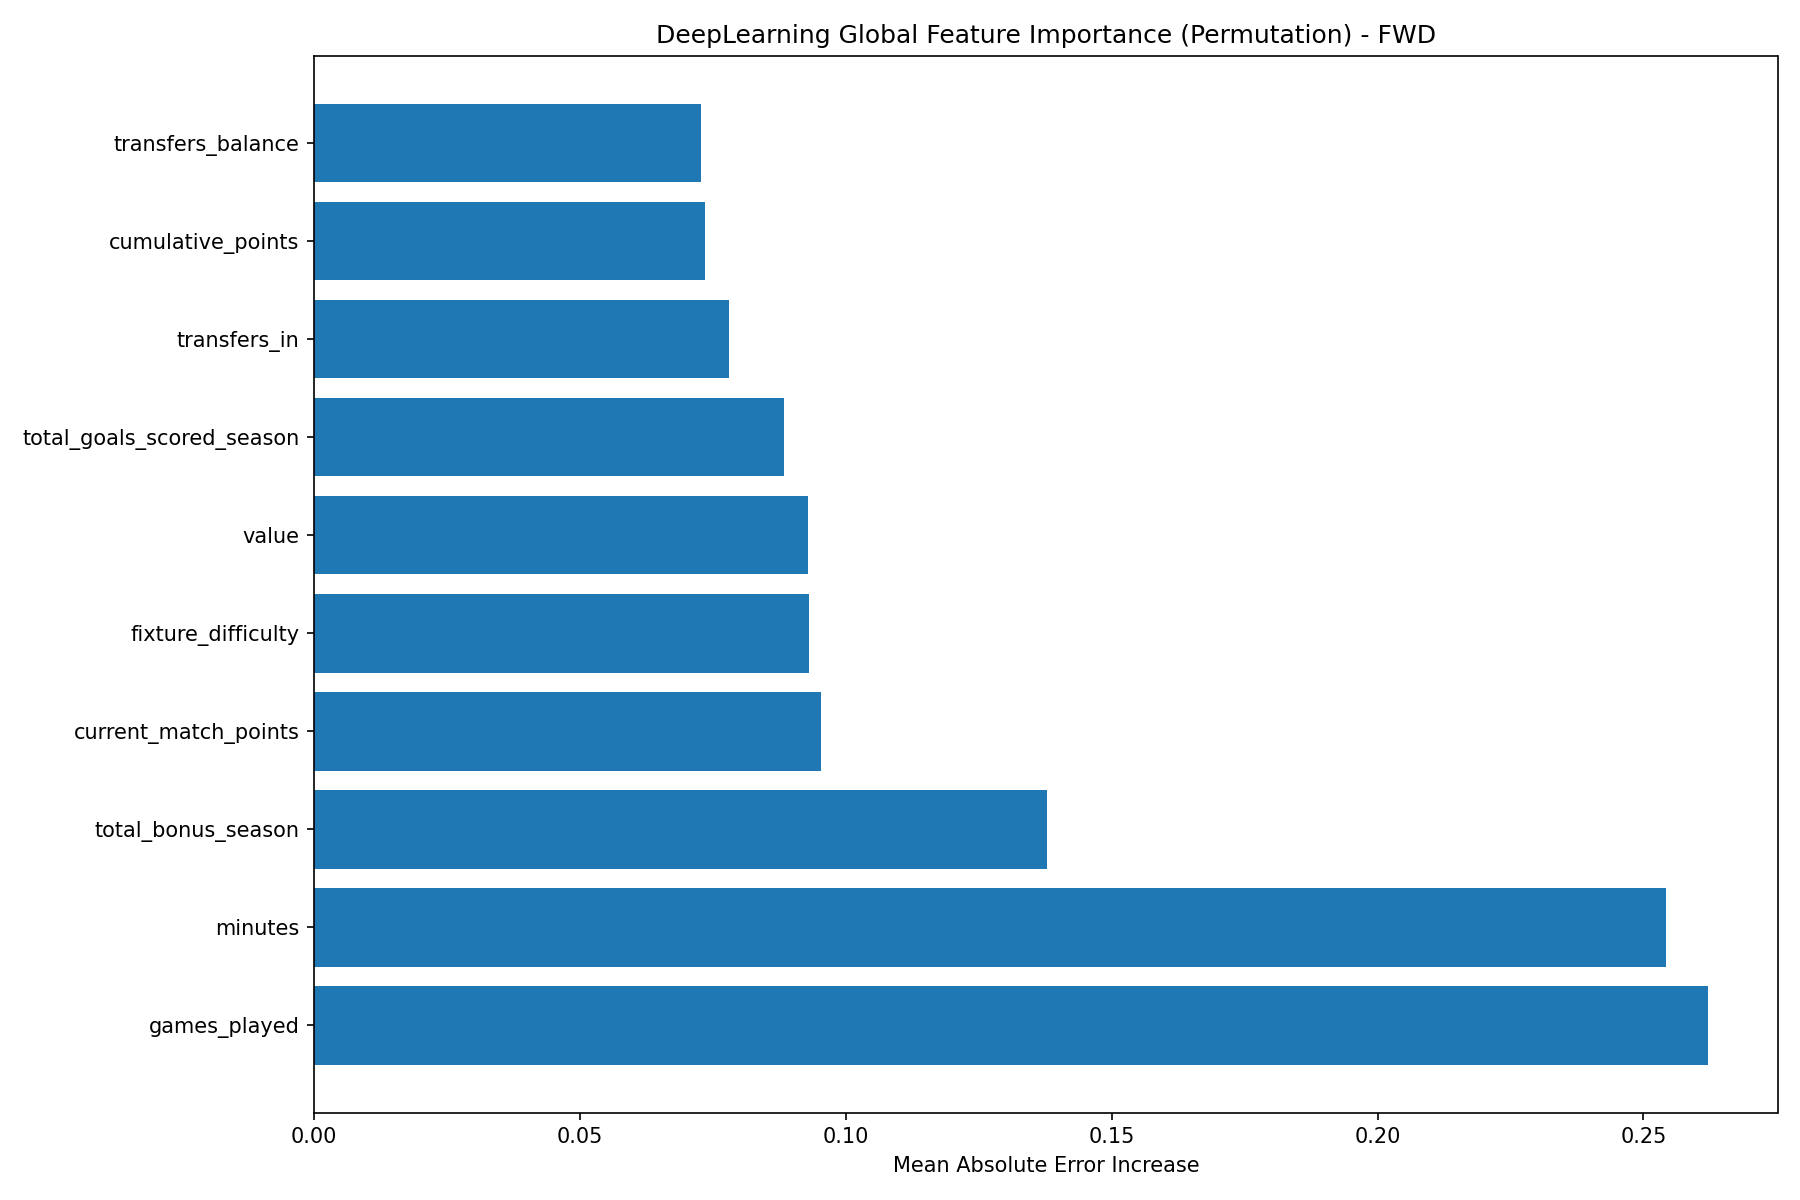 DeepLearning Global Feature Importance (Permutation) - FWD
transfers_balance
cumulative_points
transfers_in
total_goals_scored_season
value
fixture_difficulty
current_match_points
total_bonus_season
minutes
games_played
0.00 0.05 0.10 0.15 0.20 0.25
Mean Absolute Error Increase